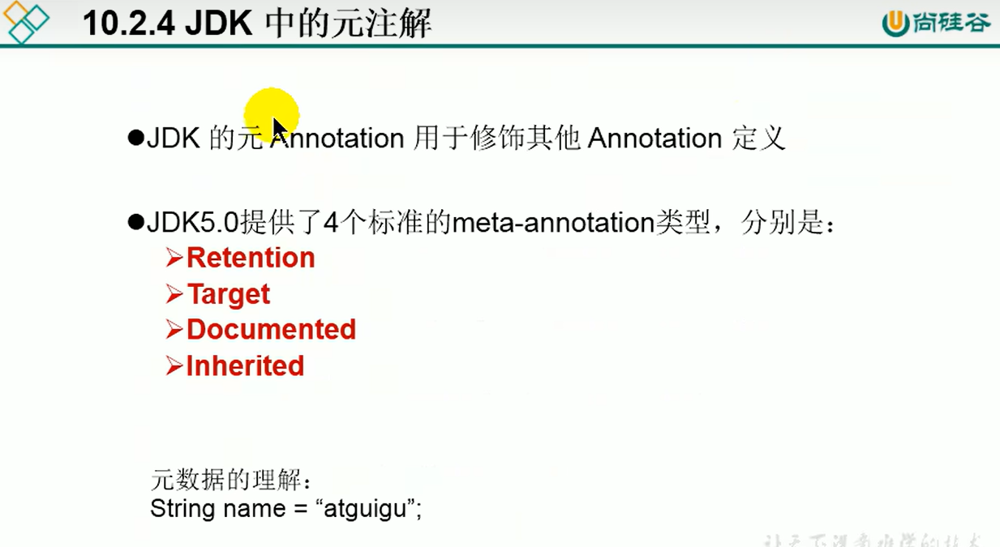 10.2.4 JDK 中的元注解
尚硅谷
●JDK 的元 Annotation 用于修饰其他 Annotation 定义
●JDK5.0提供了4个标准的meta-annotation类型，分别是：
➢Retention
➢Target
➢Documented
➢Inherited
元数据的理解：
String name = “atguigu”;